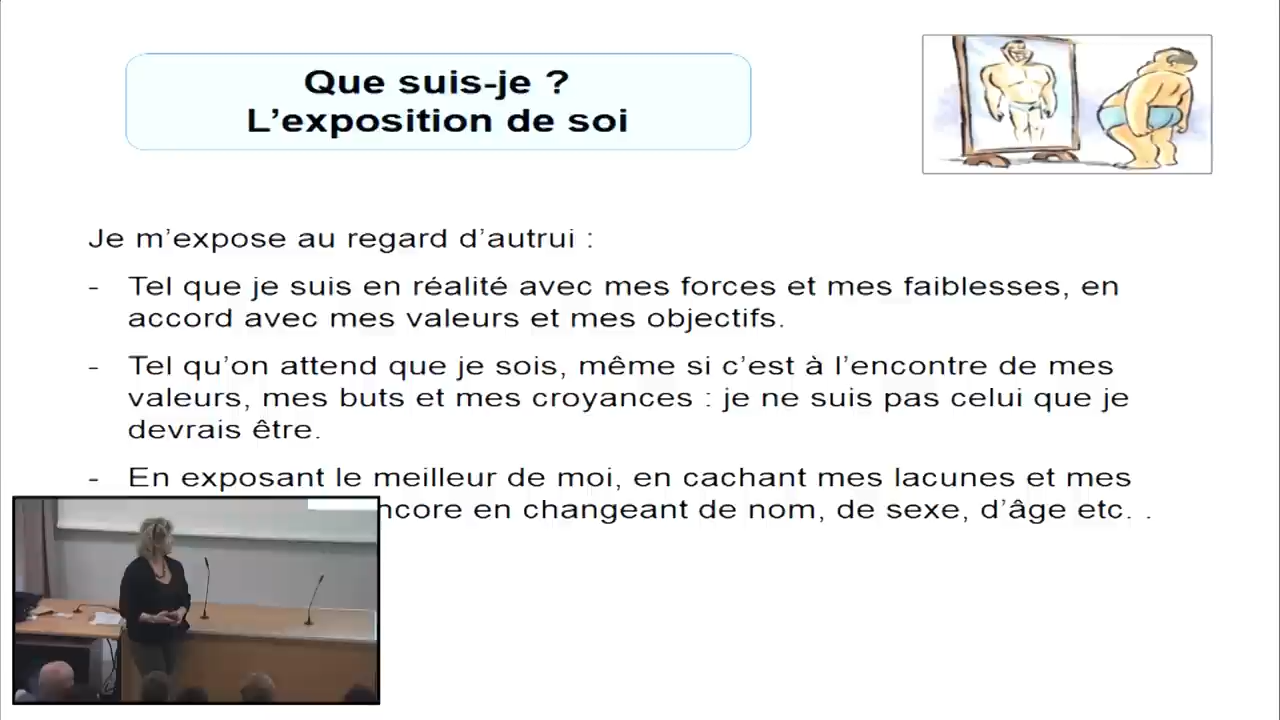 Que suis-je ?
L’exposition de soi
Je m’expose au regard d’autrui :
- Tel que je suis en réalité avec mes forces et mes faiblesses, en
accord avec mes valeurs et mes objectifs.
- Tel qu’on attend que je sois, même si c’est à l’encontre de mes
valeurs, mes buts et mes croyances : je ne suis pas celui que je
devrais être.
- En exposant le meilleur de moi, en cachant mes lacunes et mes
en changeant de nom, de sexe, d’âge etc. .